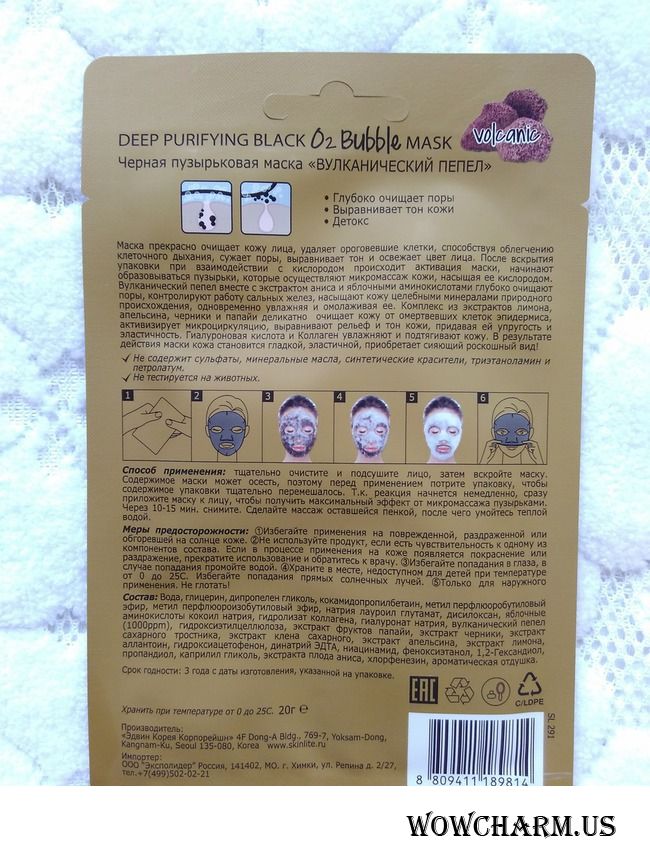 DEEP PURIFYING BLACK O2 Bubble MASK
volcanic
Черная пузырьковая маска «ВУЛКАНИЧЕСКИЙ ПЕПЕЛ»
• Глубоко очищает поры
• Выравнивает тон кожи
• Детокс
Маска прекрасно очищает кожу лица, удаляет ороговевшие клетки, способствуя облегчению
клеточного дыхания, сужает поры, выравнивает тон и освежает цвет лица. После вскрытия
упаковки при взаимодействии с кислородом происходит активация маски, начинают
образовываться пузырьки, которые осуществляют микромассаж кожи, насыщая ее кислородом.
Вулканический пепел вместе с экстрактом аниса и яблочными аминокислотами глубоко очищают
поры, контролируют работу сальных желез, насыщают кожу целебными минералами природного
происхождения, одновременно увлажняя и омолаживая ее. Комплекс из экстрактов лимона,
апельсина, черники и папайи деликатно очищает кожу от омертвевших клеток эпидермиса,
активизирует микроциркуляцию, выравнивают рельеф и тон кожи, придавая ей упругость и
эластичность. Гиалуроновая кислота и Коллаген увлажняют и подтягивают кожу. В результате
действия маски кожа становится гладкой, эластичной, приобретает сияющий роскошный вид!
✓ Не содержит сульфаты, минеральные масла, синтетические красители, триэтаноламин и
петролатум.
✓ Не тестируется на животных.
1 2 3 4 5 6
Способ применения: тщательно очистите и подсушите лицо, затем вскройте маску.
Содержимое маски может осесть, поэтому перед применением потрите упаковку, чтобы
содержимое упаковки тщательно перемешалось. Т.к. реакция начнется немедленно, сразу
приложите маску к лицу, чтобы получить максимальный эффект от микромассажа пузырьками.
Через 10-15 мин. снимите. Сделайте массаж оставшейся пенкой, после чего умойтесь теплой
водой.
Меры предосторожности: ①Избегайте применения на поврежденной, раздраженной или
обгоревшей на солнце коже. ②Не используйте продукт, если есть чувствительность к одному из
компонентов состава. Если в процессе применения на коже появляется покраснение или
раздражение, прекратите использование и обратитесь к врачу. ③Избегайте попадания в глаза, в
случае попадания промойте водой. ④Храните в месте, недоступном для детей при температуре
от 0 до 25С. Избегайте попадания прямых солнечных лучей. ⑤Только для наружного
применения. Не глотать!
Состав: Вода, глицерин, дипропелен гликоль, кокамидопропилбетаин, метил перфлюоробутиловый
эфир, метил перфлюороизобутиловый эфир, натрия лауроил глутамат, дисилоксан, яблочные
аминокислоты кокоил натрия, гидролизат коллагена, гиалуронат натрия, вулканический пепел
(1000ppm), гидроксиэтилцеллюлоза, экстракт фруктов папайи, экстракт черники, экстракт
сахарного тростника, экстракт клена сахарного, экстракт апельсина, экстракт лимона,
аллантоин, гидроксиацетофенон, динатрий ЭДТА, ниацинамид, феноксиэтанол, 1,2-Гександиол,
пропандиол, каприлил гликоль, экстракта плода аниса, хлорфенезин, ароматическая отдушка.
Срок годности: 3 года с даты изготовления, указанной на упаковке.
EAC
C/LDPE
Хранить при температуре от 0 до 25С. 20г ℮
SL 291
Производитель:
«Эдвин Корея Корпорейшн» 4F Dong-A Bldg., 769-7, Yoksam-Dong,
Kangnam-Ku, Seoul 135-080, Korea www.skinlite.ru
Импортер:
ООО "Эксполидер" Россия, 141402, МО. г. Химки, ул. Репина д. 2/27,
тел.+7(499)502-02-21
8 809411 189814
WOWCHARM.US